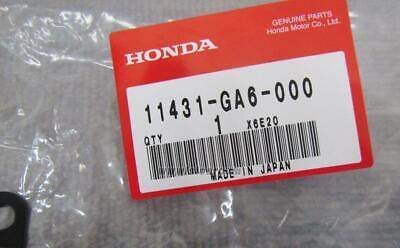 GENUINE PARTS
Honda Motor Co., Ltd.
HONDA
11431-GA6-000
QTY 1 X6E20
MADE IN JAPAN